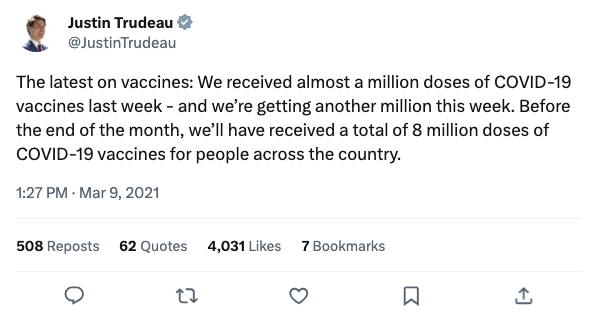 Justin Trudeau
@JustinTrudeau
The latest on vaccines: We received almost a million doses of COVID-19
vaccines last week - and we’re getting another million this week. Before
the end of the month, we’ll have received a total of 8 million doses of
COVID-19 vaccines for people across the country.
1:27 PM · Mar 9, 2021
508 Reposts 62 Quotes 4,031 Likes 7 Bookmarks